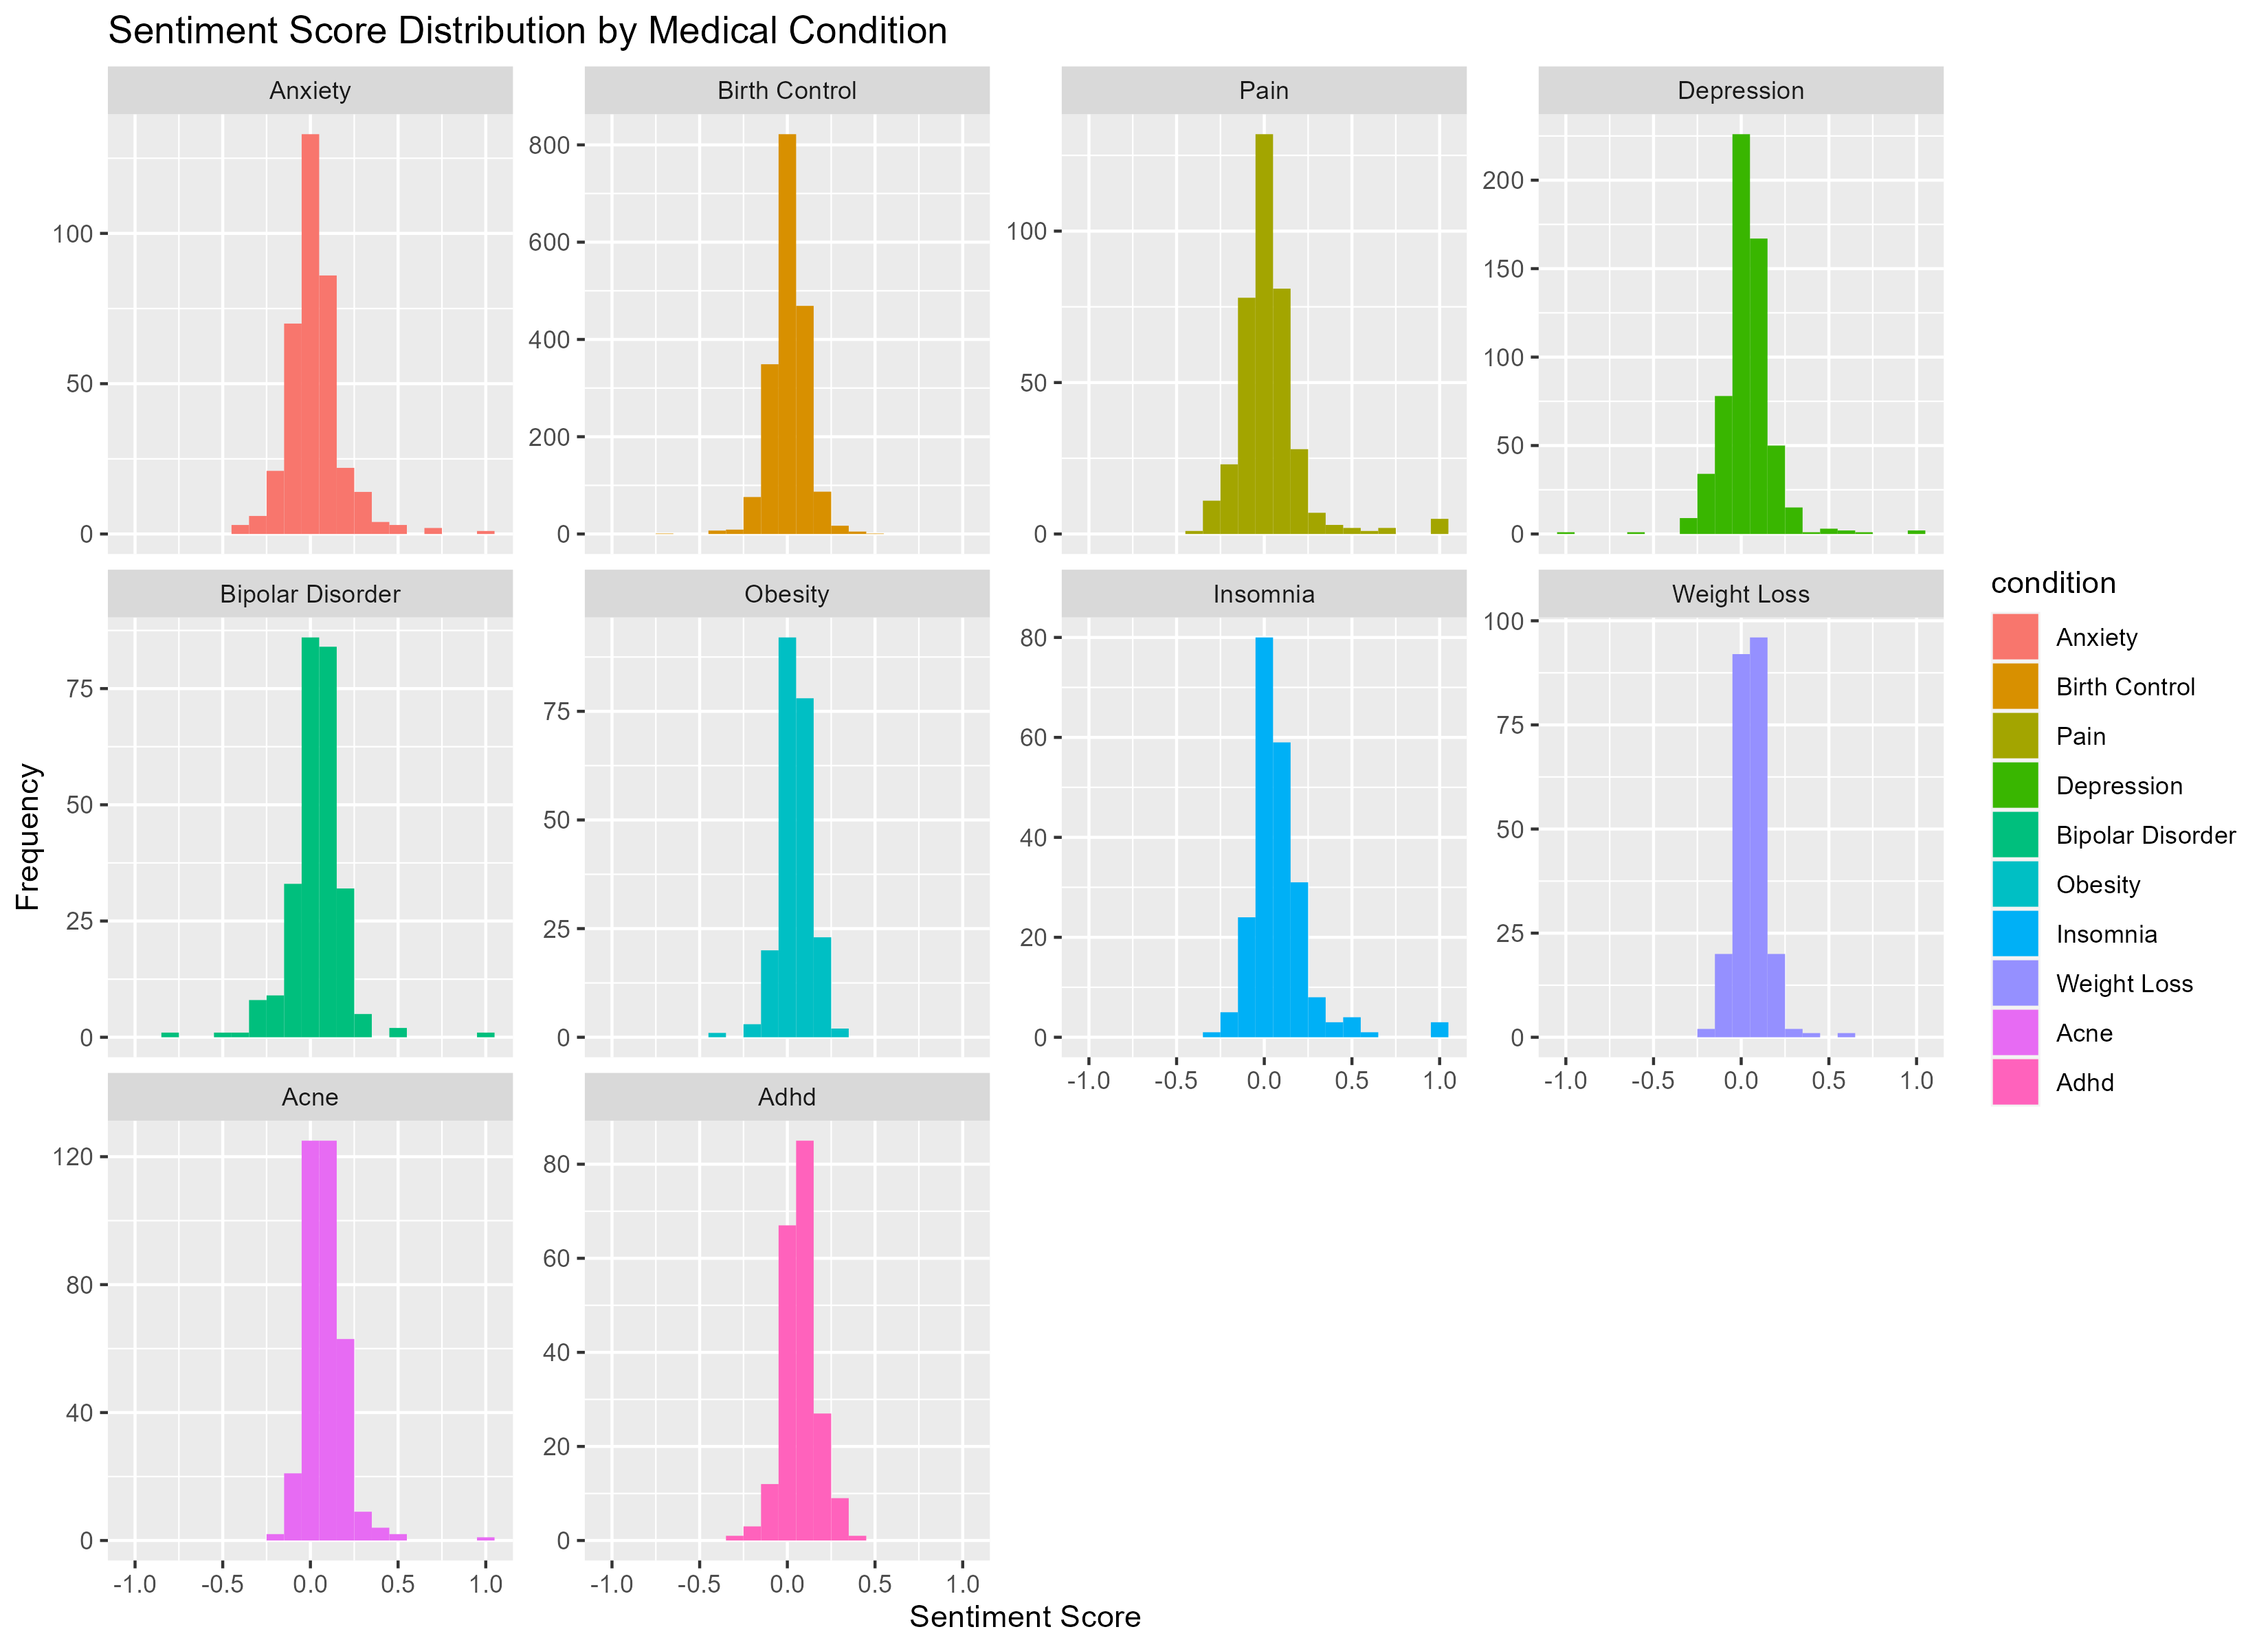 Sentiment Score Distribution by Medical Condition
Anxiety
Birth Control
Pain
Depression
100
50
0
800
600
400
200
0
100
50
0
200
150
100
50
0
Bipolar Disorder
Obesity
Insomnia
Weight Loss
75
50
25
0
75
50
25
0
80
60
40
20
0
100
75
50
25
0
-1.0 -0.5 0.0 0.5 1.0
-1.0 -0.5 0.0 0.5 1.0
Acne
Adhd
120
80
40
0
80
60
40
20
0
-1.0 -0.5 0.0 0.5 1.0
-1.0 -0.5 0.0 0.5 1.0
Frequency
Sentiment Score
condition
Anxiety
Birth Control
Pain
Depression
Bipolar Disorder
Obesity
Insomnia
Weight Loss
Acne
Adhd